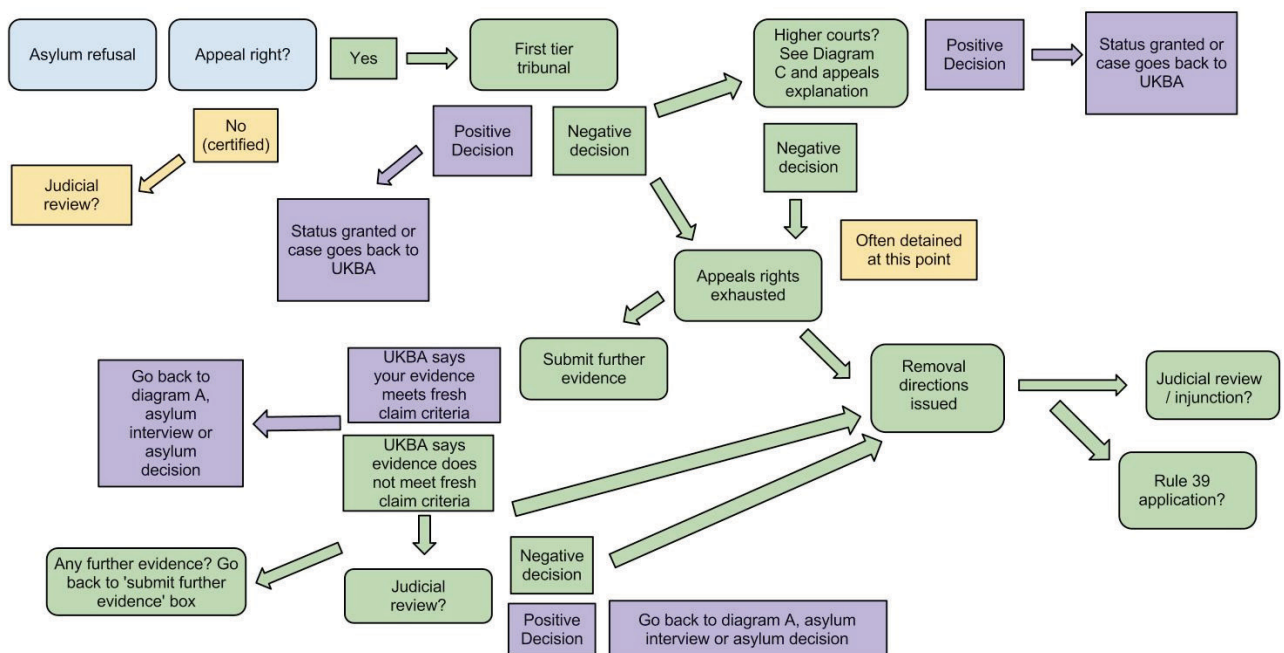 Asylum refusal
Appeal right?
Yes
First tier
tribunal
Higher courts?
See Diagram
C and appeals
explanation
Positive
Decision
Status granted or
case goes back to
UKBA
No
(certified)
Judicial
review?
Positive
Decision
Negative
decision
Negative
decision
Status granted or
case goes back to
UKBA
Often detained
at this point
Appeals rights
exhausted
Submit further
evidence
Removal
directions
issued
Judicial review
/ injunction?
Rule 39
application?
UKBA says
your evidence
meets fresh
claim criteria
Go back to
diagram A,
asylum
interview or
asylum
decision
UKBA says
evidence does
not meet fresh
claim criteria
Any further evidence? Go
back to 'submit further
evidence' box
Judicial
review?
Negative
decision
Positive
Decision
Go back to diagram A, asylum
interview or asylum decision